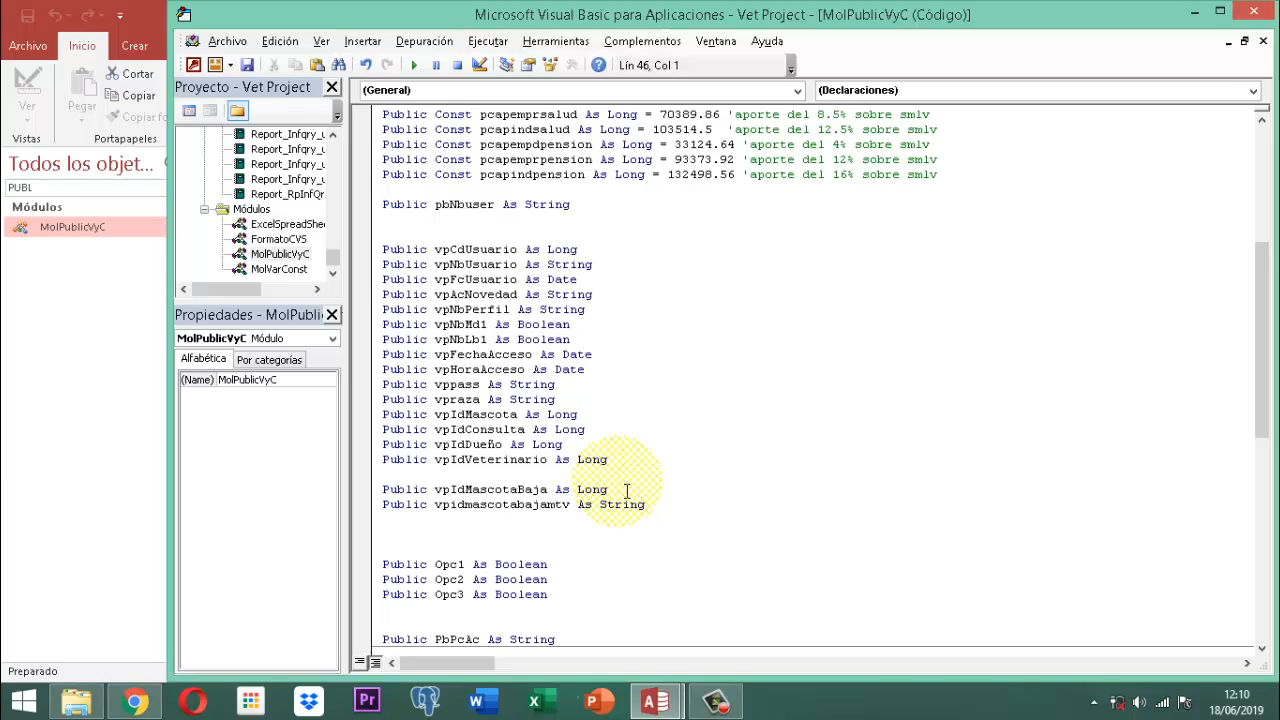 Microsoft Visual Basic para Aplicaciones - Vet Project - [MolPublicVyC (Código)]
Archivo Inicio Crear
Archivo Edición Ver Insertar Depuración Ejecutar Herramientas Complementos Ventana Ayuda
Lín 46, Col 1
Ver
Pegar
Cortar
Copiar
Copiar fo
Vistas
Portapapeles
Todos los objet...
PUBL
Módulos
MolPublicVyC
Preparado
Proyecto - Vet Project
Report_Infqry_u
Report_Infqry_u
Report_Infqry_u
Report_Infqry_u
Report_RpInfQr
Módulos
ExcelSpreadShe
FormatoCVS
MolPublicVyC
MolVarConst
Propiedades - MolPublic
MolPublicVyC Módulo
Alfabética Por categorías
(Name) MolPublicVyC
(General) (Declaraciones)
Public Const pcapemprsalud As Long = 70389.86 'aporte del 8.5% sobre smlv
Public Const pcapindsalud As Long = 103514.5 'aporte del 12.5% sobre smlv
Public Const pcapempdpension As Long = 33124.64 'aporte del 4% sobre smlv
Public Const pcapemprpension As Long = 93373.92 'aporte del 12% sobre smlv
Public Const pcapindpension As Long = 132498.56 'aporte del 16% sobre smlv
Public pbNbuser As String
Public vpCdUsuario As Long
Public vpNbUsuario As String
Public vpFcUsuario As Date
Public vpAcNovedad As String
Public vpNbPerfil As String
Public vpNbMd1 As Boolean
Public vpNbLb1 As Boolean
Public vpFechaAcceso As Date
Public vpHoraAcceso As Date
Public vppass As String
Public vpraza As String
Public vpIdMascota As Long
Public vpIdConsulta As Long
Public vpIdDueño As Long
Public vpIdVeterinario As Long
Public vpIdMascotaBaja As Long
Public vpidmascotabajamtv As String
Public Opc1 As Boolean
Public Opc2 As Boolean
Public Opc3 As Boolean
Public PbPcAc As String
12:10
18/06/2019